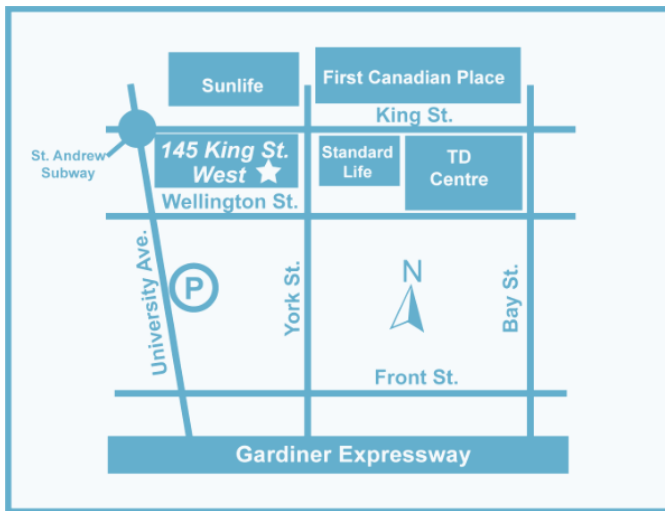 Sunlife
First Canadian Place
King St.
St. Andrew
Subway
145 King St.
West
Standard
Life
TD
Centre
Wellington St.
University Ave.
P
York St.
N
Bay St.
Front St.
Gardiner Expressway